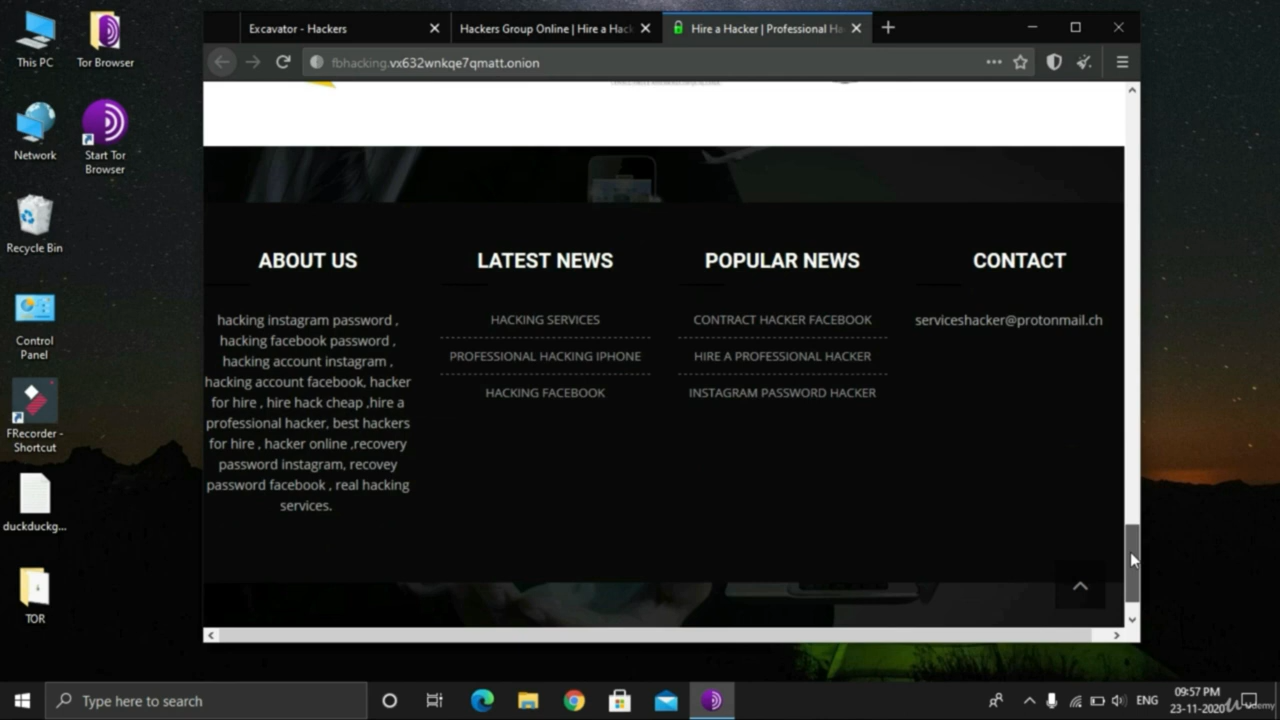 This PC
Tor Browser
Network
Start Tor
Browser
Recycle Bin
Control
Panel
FRecorder -
Shortcut
duckduckg...
TOR
Excavator - Hackers
Hackers Group Online | Hire a Hack
Hire a Hacker | Professional Ha
fbhacking.vx632wnkqe7qmatt.onion
ABOUT US
hacking instagram password ,
hacking facebook password ,
hacking account instagram ,
hacking account facebook, hacker
for hire , hire hack cheap ,hire a
professional hacker, best hackers
for hire , hacker online ,recovery
password instagram, recovey
password facebook , real hacking
services.
LATEST NEWS
HACKING SERVICES
PROFESSIONAL HACKING IPHONE
HACKING FACEBOOK
POPULAR NEWS
CONTRACT HACKER FACEBOOK
HIRE A PROFESSIONAL HACKER
INSTAGRAM PASSWORD HACKER
CONTACT
serviceshacker@protonmail.ch
Type here to search
ENG
09:57 PM
23-11-2020
Udemy